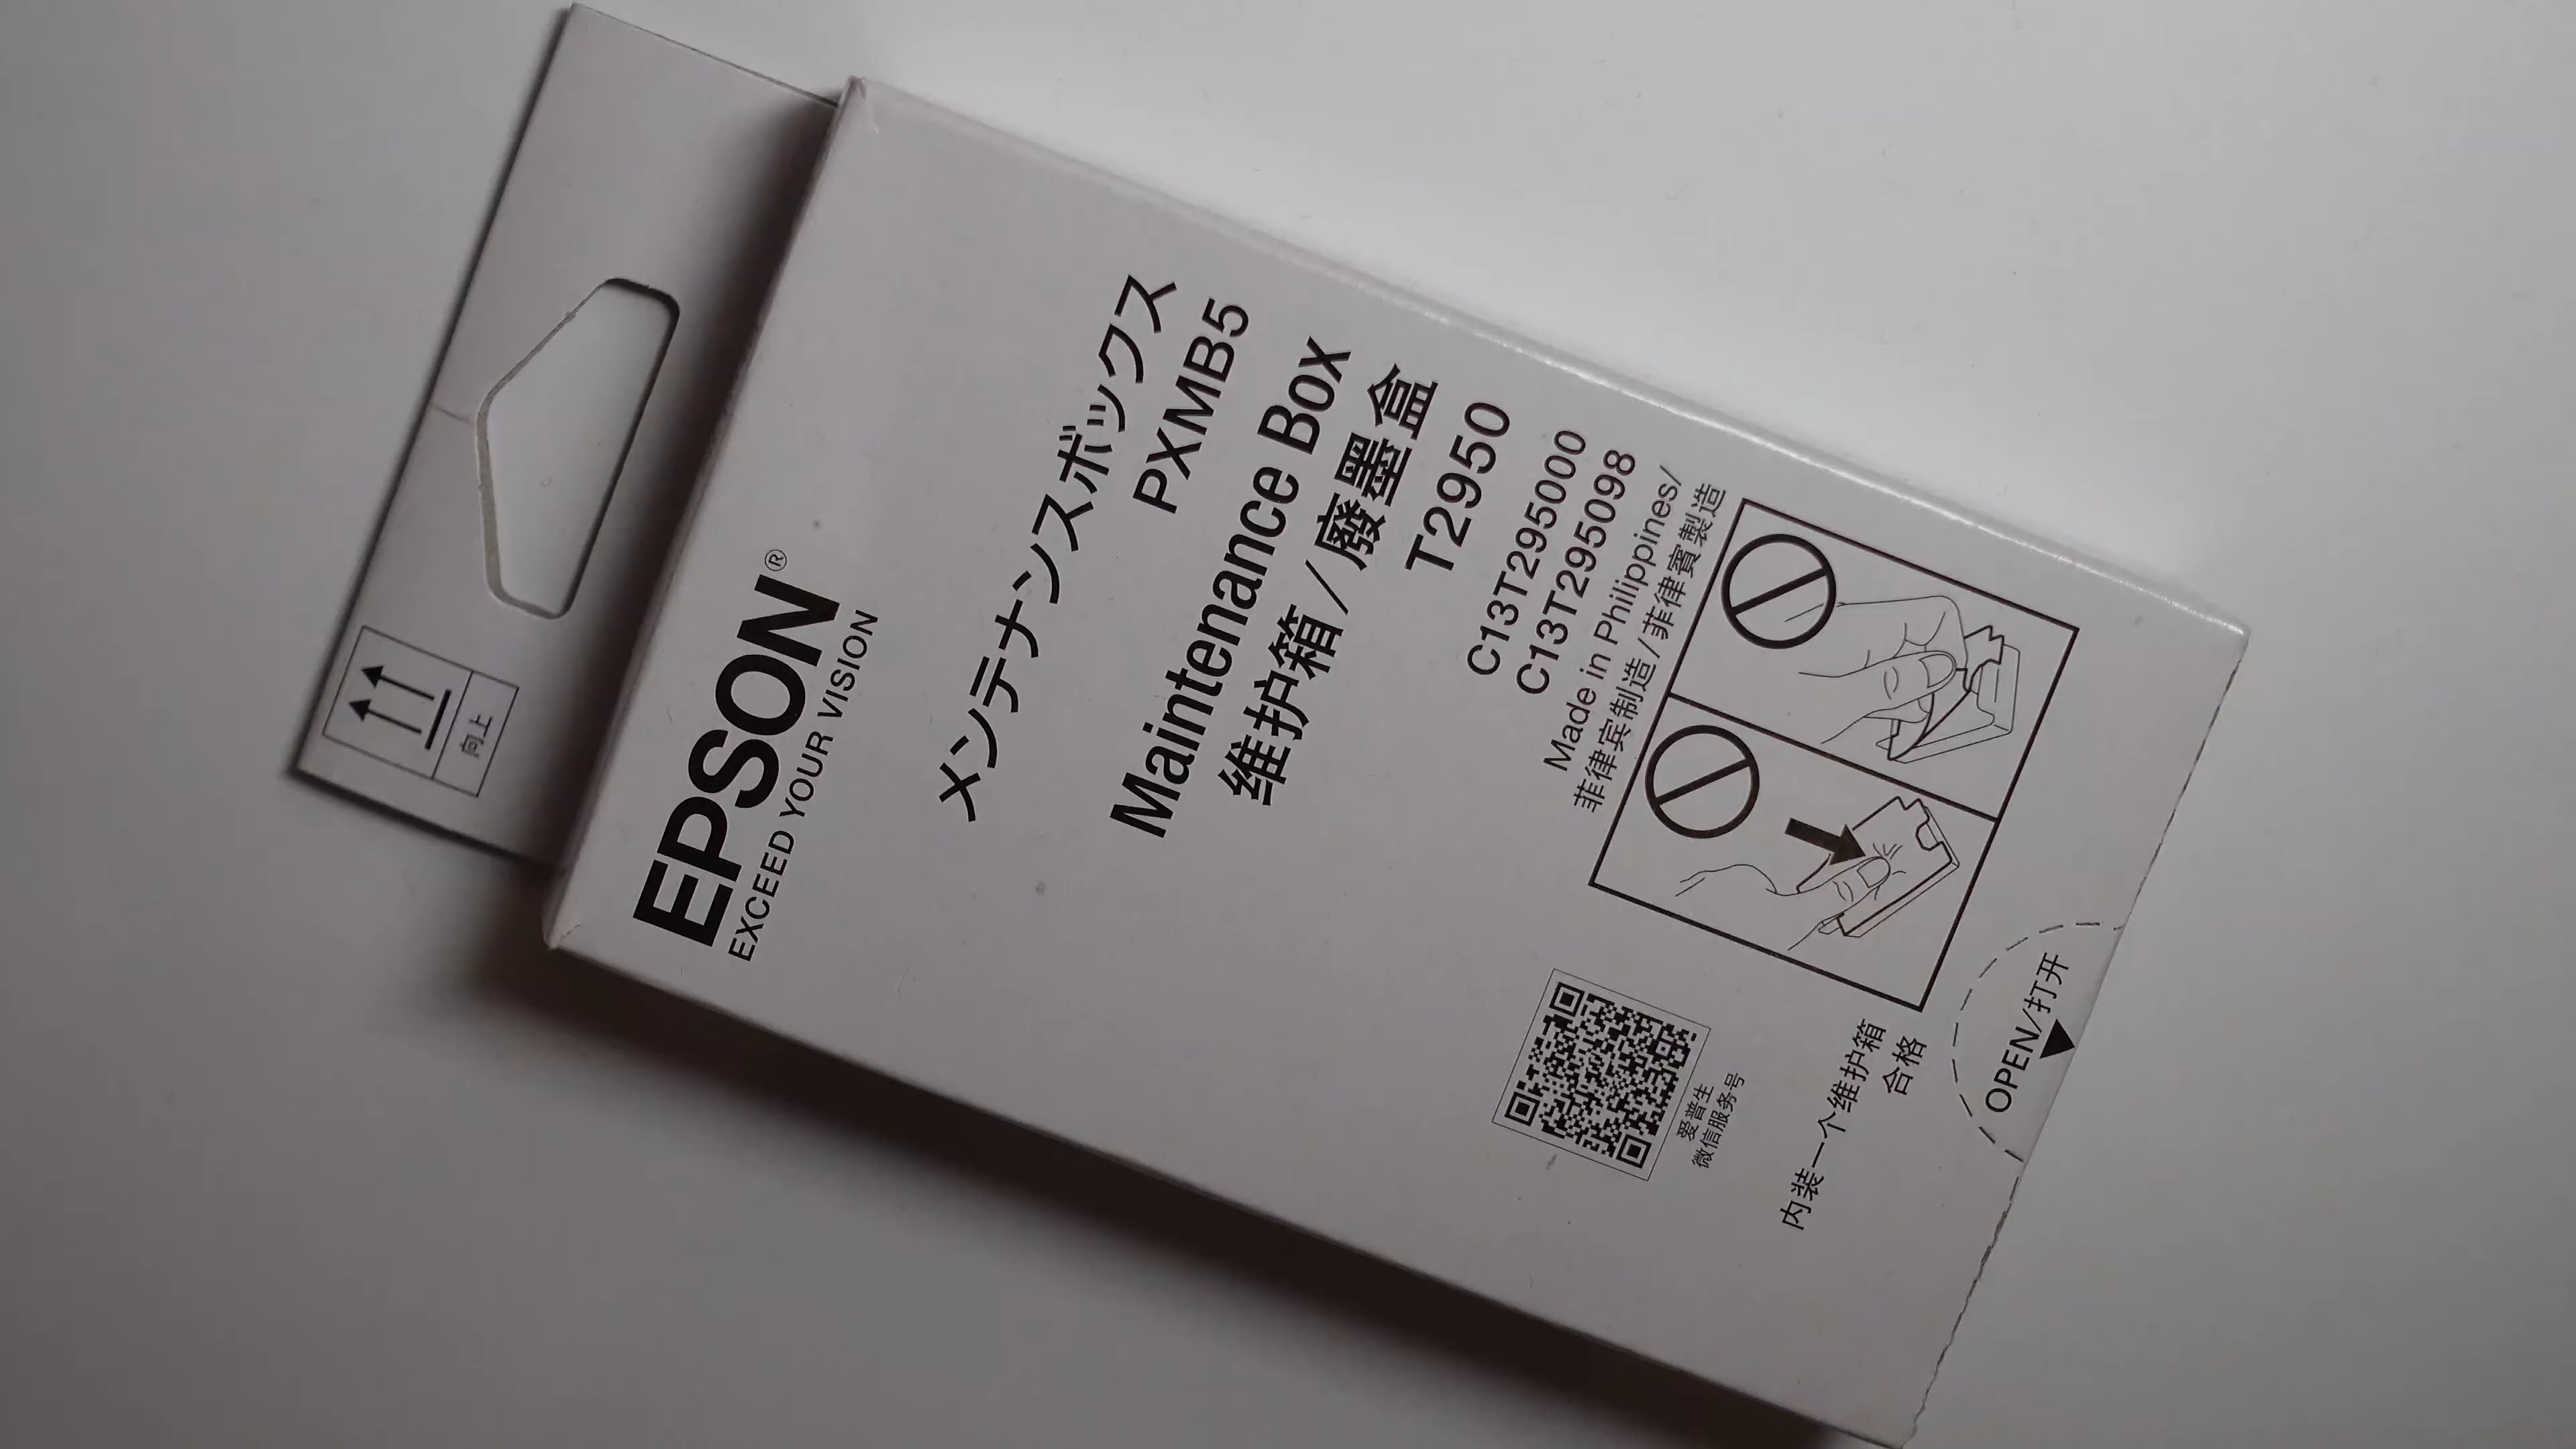 向上
EPSON®
EXCEED YOUR VISION
メンテナンスボックス
PXMB5
Maintenance Box
维护箱/廢墨盒
T2950
C13T295000
C13T295098
Made in Philippines/
菲律宾制造/菲律賓製造
爱普生
微信服务号
内装一个维护箱
合格
OPEN/打开